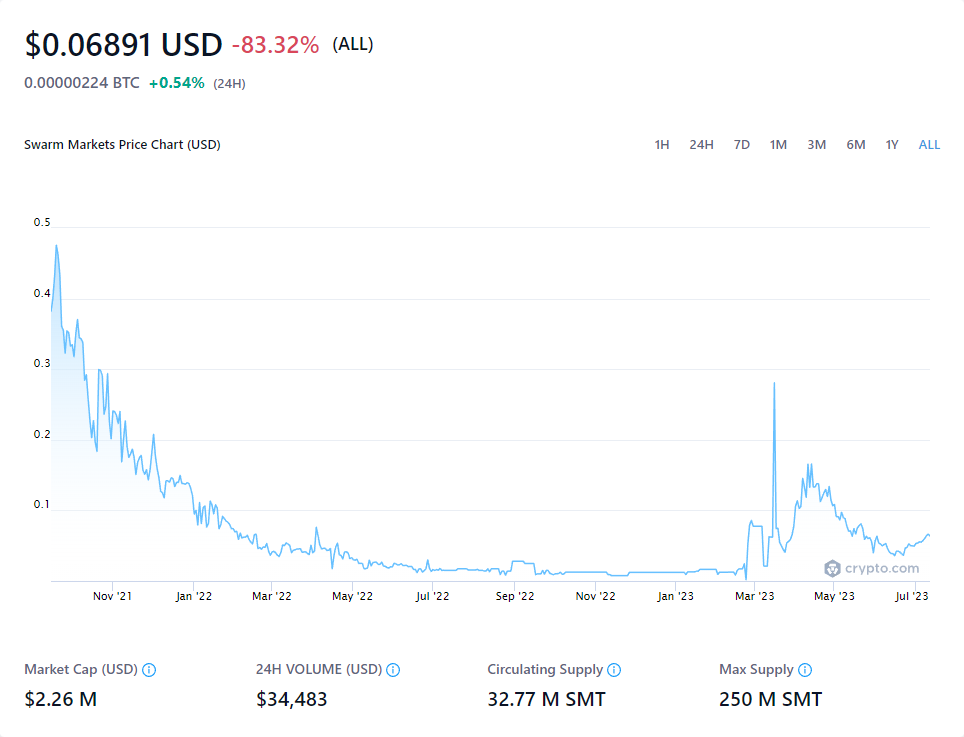 $0.06891 USD -83.32% (ALL)
0.00000224 BTC +0.54% (24H)
Swarm Markets Price Chart (USD) 1H 24H 7D 1M 3M 6M 1Y ALL
0.5
0.4
0.3
0.2
0.1
crypto.com
Nov '21 Jan '22 Mar '22 May '22 Jul '22 Sep '22 Nov '22 Jan '23 Mar '23 May '23 Jul '23
Market Cap (USD) 24H VOLUME (USD) Circulating Supply Max Supply
$2.26 M $34,483 32.77 M SMT 250 M SMT